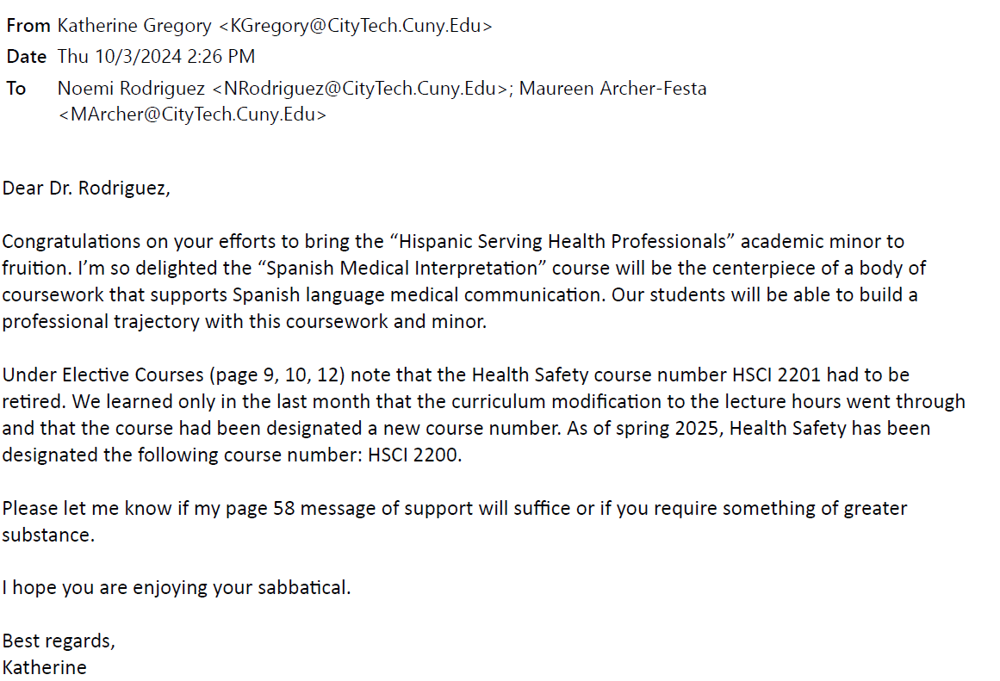 From Katherine Gregory <KGregory@CityTech.Cuny.Edu>
Date Thu 10/3/2024 2:26 PM
To Noemi Rodriguez <NRodriguez@CityTech.Cuny.Edu>; Maureen Archer-Festa
<MArcher@CityTech.Cuny.Edu>
Dear Dr. Rodriguez,
Congratulations on your efforts to bring the “Hispanic Serving Health Professionals” academic minor to
fruition. I’m so delighted the “Spanish Medical Interpretation” course will be the centerpiece of a body of
coursework that supports Spanish language medical communication. Our students will be able to build a
professional trajectory with this coursework and minor.
Under Elective Courses (page 9, 10, 12) note that the Health Safety course number HSCI 2201 had to be
retired. We learned only in the last month that the curriculum modification to the lecture hours went through
and that the course had been designated a new course number. As of spring 2025, Health Safety has been
designated the following course number: HSCI 2200.
Please let me know if my page 58 message of support will suffice or if you require something of greater
substance.
I hope you are enjoying your sabbatical.
Best regards,
Katherine